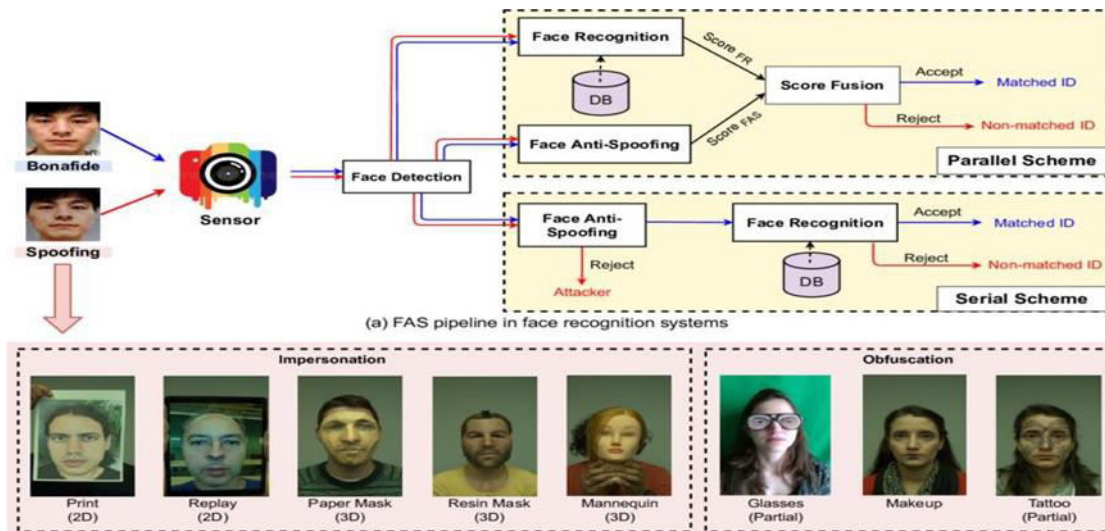 Face Recognition
Score FR
DB
Score Fusion
Accept
Matched ID
Reject
Non-matched ID
Score FAS
Face Anti-Spoofing
Parallel Scheme
Bonafide
Spoofing
Sensor
Face Detection
Face Anti-
Spoofing
Reject
Attacker
Face Recognition
DB
Accept
Matched ID
Reject
Non-matched ID
Serial Scheme
(a) FAS pipeline in face recognition systems
Impersonation
Print
(2D)
Replay
(2D)
Paper Mask
(3D)
Resin Mask
(3D)
Mannequin
(3D)
Obfuscation
Glasses
(Partial)
Makeup
Tattoo
(Partial)